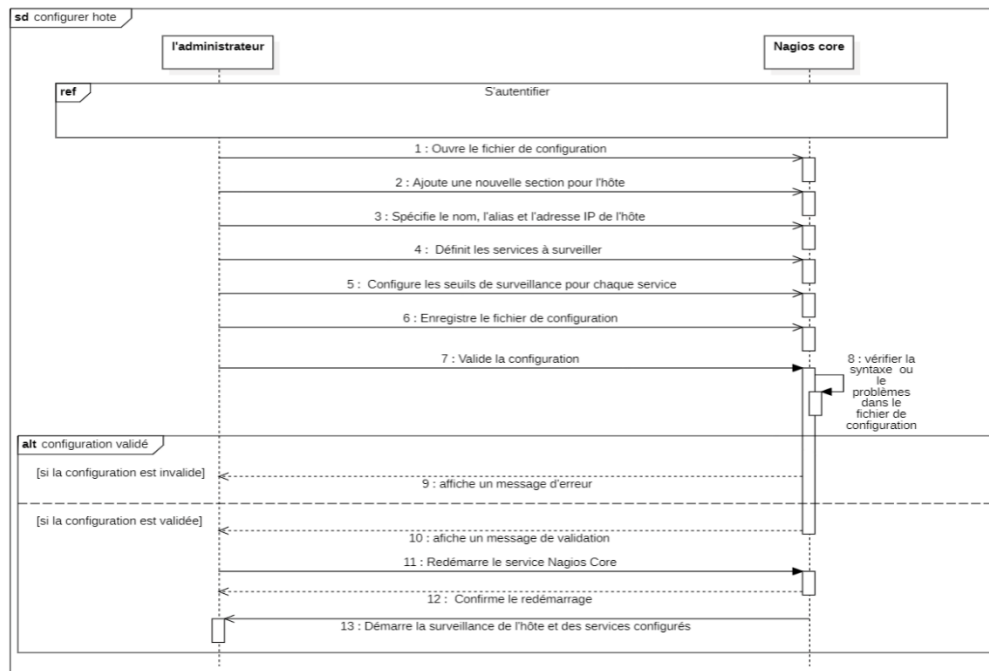 sd configurer hote
l'administrateur
Nagios core
ref
S'autentifier
1 : Ouvre le fichier de configuration
2 : Ajoute une nouvelle section pour l'hôte
3 : Spécifie le nom, l'alias et l'adresse IP de l'hôte
4 : Définit les services à surveiller
5 : Configure les seuils de surveillance pour chaque service
6 : Enregistre le fichier de configuration
7 : Valide la configuration
8 : vérifier la
syntaxe ou
le
problèmes
dans le
fichier de
configuration
alt configuration validé
[si la configuration est invalide]
9 : affiche un message d'erreur
[si la configuration est validée]
10 : afiche un message de validation
11 : Redémarre le service Nagios Core
12 : Confirme le redémarrage
13 : Démarre la surveillance de l'hôte et des services configurés